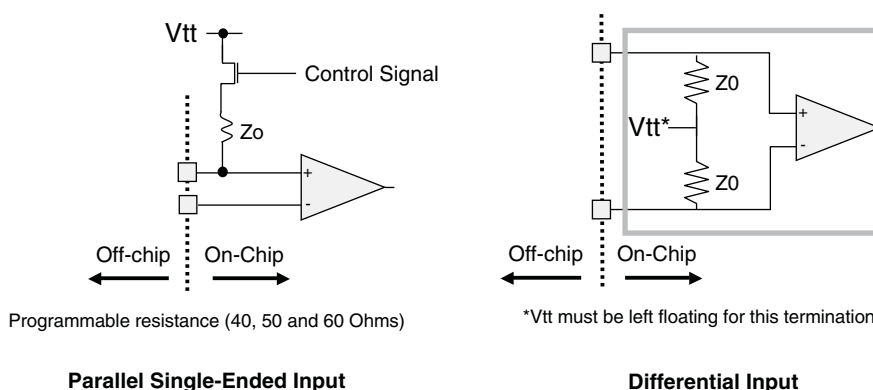 Vtt
Control Signal
Zo
+
-
Off-chip
On-Chip
Programmable resistance (40, 50 and 60 Ohms)
Parallel Single-Ended Input
Z0
Vtt*
Z0
+
-
Off-chip
On-Chip
*Vtt must be left floating for this termination
Differential Input